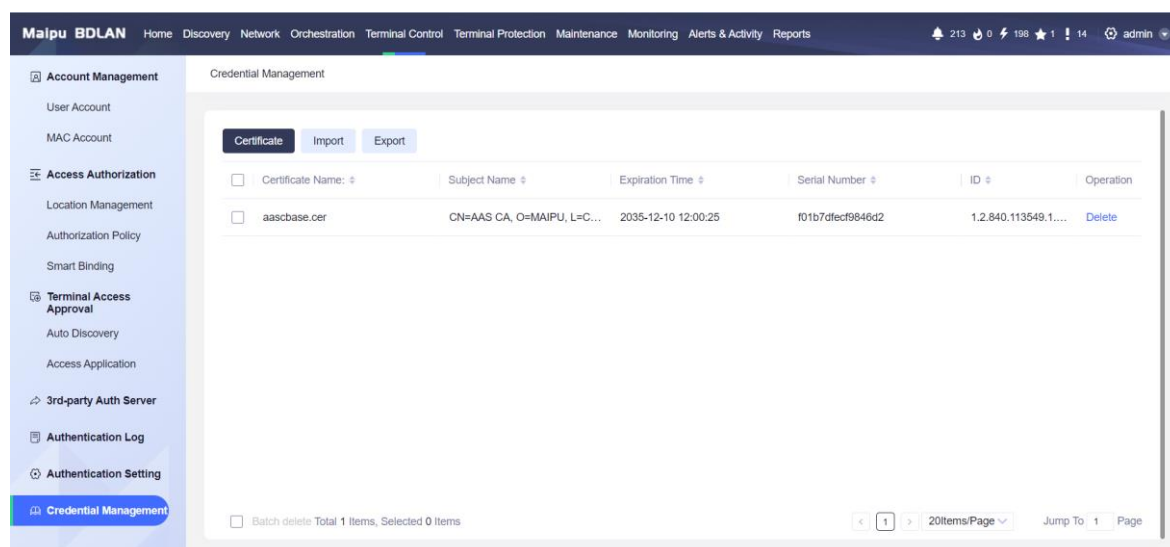 Maipu BDLAN Home Discovery Network Orchestration Terminal Control Terminal Protection Maintenance Monitoring Alerts & Activity Reports 213 0 198 1 14 admin
Account Management
User Account
MAC Account
Access Authorization
Location Management
Authorization Policy
Smart Binding
Terminal Access
Approval
Auto Discovery
Access Application
3rd-party Auth Server
Authentication Log
Authentication Setting
Credential Management
Credential Management
Certificate Import Export
Certificate Name: Subject Name Expiration Time Serial Number ID Operation
aascbase.cer CN=AAS CA, O=MAIPU, L=C... 2035-12-10 12:00:25 f01b7dfecf9846d2 1.2.840.113549.1.... Delete
Batch delete Total 1 Items, Selected 0 Items < 1 > 20Items/Page Jump To 1 Page